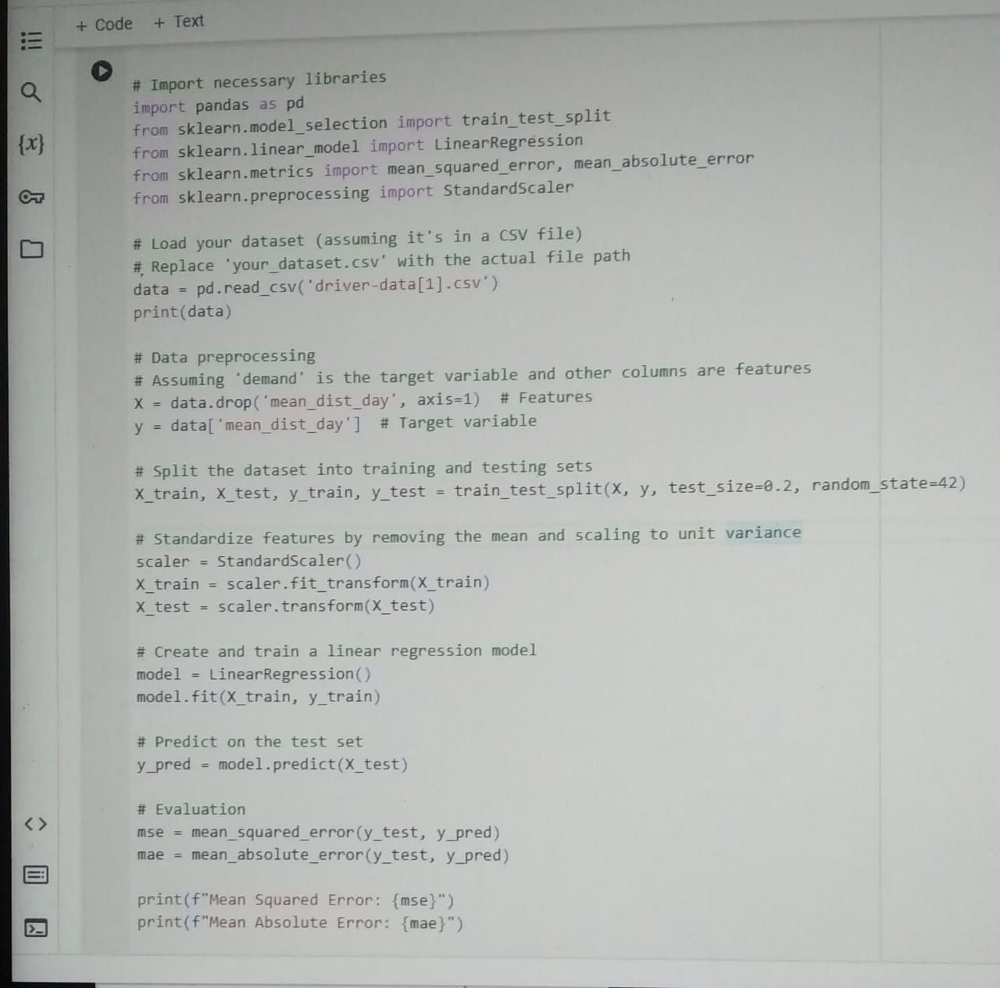 + Code + Text
{x}
# Import necessary libraries
import pandas as pd
from sklearn.model_selection import train_test_split
from sklearn.linear_model import LinearRegression
from sklearn.metrics import mean_squared_error, mean_absolute_error
from sklearn.preprocessing import StandardScaler
# Load your dataset (assuming it's in a CSV file)
# Replace 'your_dataset.csv' with the actual file path
data = pd.read_csv('driver-data[1].csv')
print(data)
# Data preprocessing
# Assuming 'demand' is the target variable and other columns are features
X = data.drop('mean_dist_day', axis=1)  # Features
y = data['mean_dist_day']  # Target variable
# Split the dataset into training and testing sets
X_train, X_test, y_train, y_test = train_test_split(X, y, test_size=0.2, random_state=42)
# Standardize features by removing the mean and scaling to unit variance
scaler = StandardScaler()
X_train = scaler.fit_transform(X_train)
X_test = scaler.transform(X_test)
# Create and train a linear regression model
model = LinearRegression()
model.fit(X_train, y_train)
# Predict on the test set
y_pred = model.predict(X_test)
# Evaluation
mse = mean_squared_error(y_test, y_pred)
mae = mean_absolute_error(y_test, y_pred)
print(f"Mean Squared Error: {mse}")
print(f"Mean Absolute Error: {mae}")